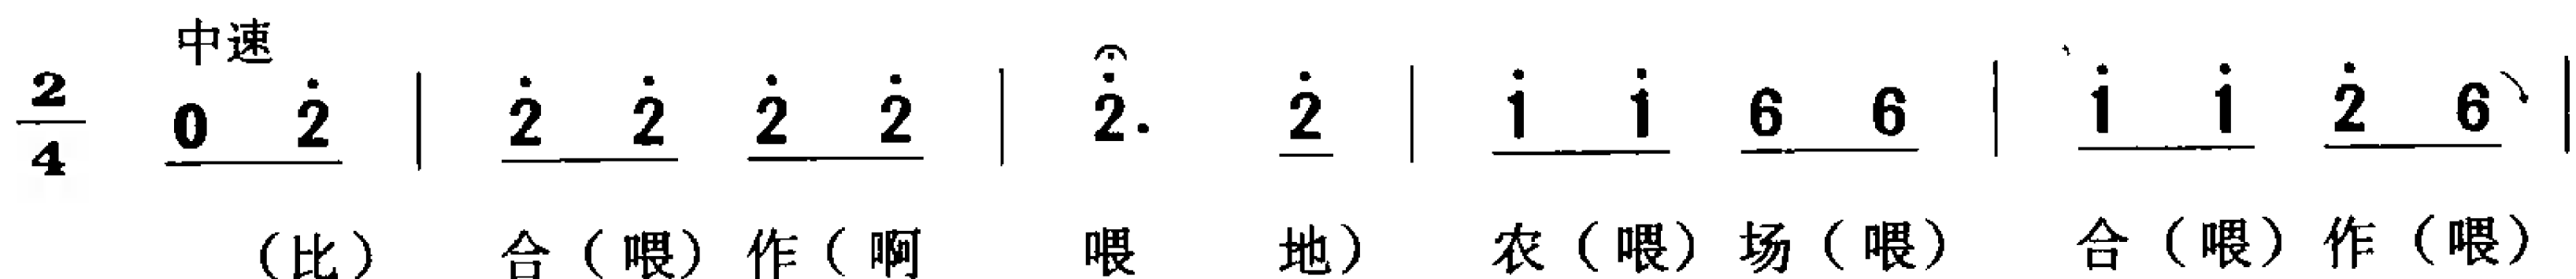 中速
2/4 0 2̇ | 2̇ 2̇ 2̇ 2̇ | 2̇. 2̇ | 1̇ 1̇ 6 6 | 1̇ 1̇ 2̇ 6 |
（比） 合（喂）作（啊 喂 地） 农（喂）场（喂） 合（喂）作（喂）